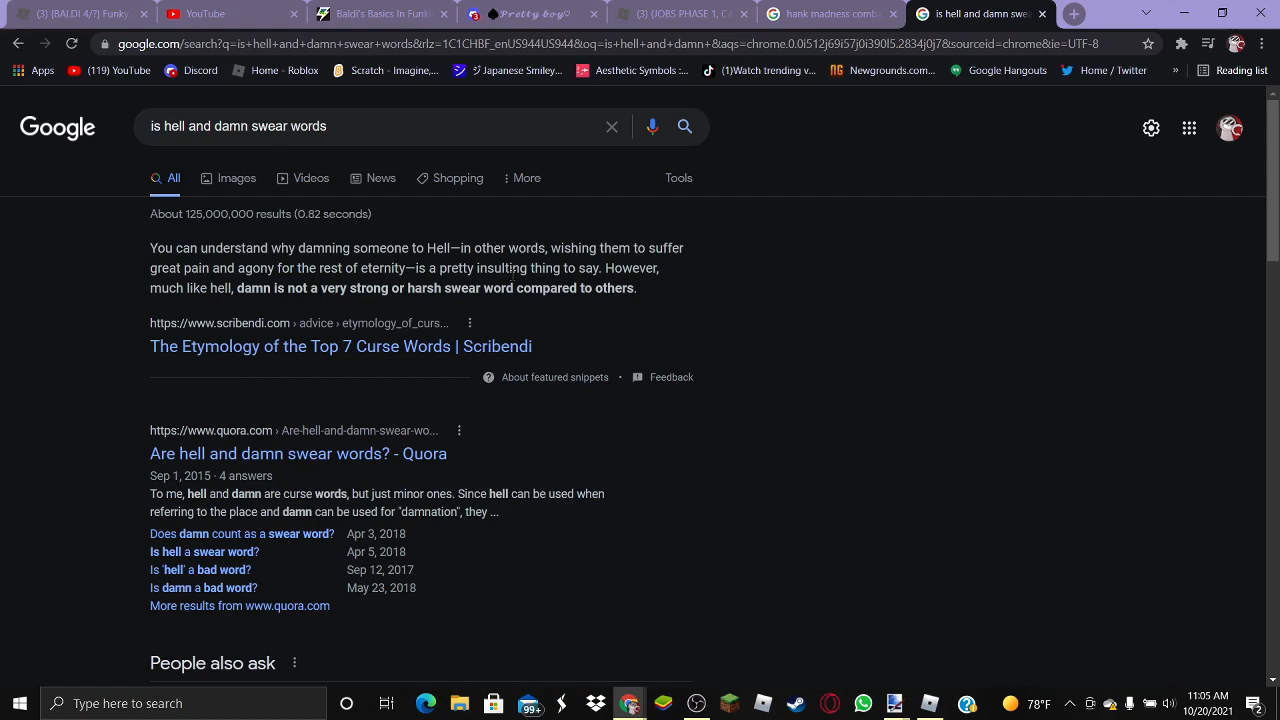 (3) (BALDI 4/?) Funky
YouTube
Baldi's Basics In Funkli
♠𝓟𝓻𝓮𝓽𝓽𝔂 𝓫𝓸𝔂♡
(3) (JOBS PHASE 1, CA
hank madness comba
is hell and damn swea
google.com/search?q=is+hell+and+damn+swear+words&rlz=1C1CHBF_enUS944US944&oq=is+hell+and+damn+&aqs=chrome.0.0i512j69i57j0i390l5.2834j0j7&sourceid=chrome&ie=UTF-8
Apps
(119) YouTube
Discord
Home - Roblox
Scratch - Imagine,...
ジ Japanese Smiley...
Aesthetic Symbols :...
(1)Watch trending v...
Newgrounds.com...
Google Hangouts
Home / Twitter
»
Reading list
Google
is hell and damn swear words
All
Images
Videos
News
Shopping
More
Tools
About 125,000,000 results (0.82 seconds)
You can understand why damning someone to Hell—in other words, wishing them to suffer
great pain and agony for the rest of eternity—is a pretty insulting thing to say. However,
much like hell, damn is not a very strong or harsh swear word compared to others.
https://www.scribendi.com › advice › etymology_of_curs...
The Etymology of the Top 7 Curse Words | Scribendi
About featured snippets • Feedback
https://www.quora.com › Are-hell-and-damn-swear-wo...
Are hell and damn swear words? - Quora
Sep 1, 2015 · 4 answers
To me, hell and damn are curse words, but just minor ones. Since hell can be used when
referring to the place and damn can be used for "damnation", they ...
Does damn count as a swear word? Apr 3, 2018
Is hell a swear word? Apr 5, 2018
Is 'hell' a bad word? Sep 12, 2017
Is damn a bad word? May 23, 2018
More results from www.quora.com
People also ask
Type here to search
99+
78°F
11:05 AM
10/20/2021
2